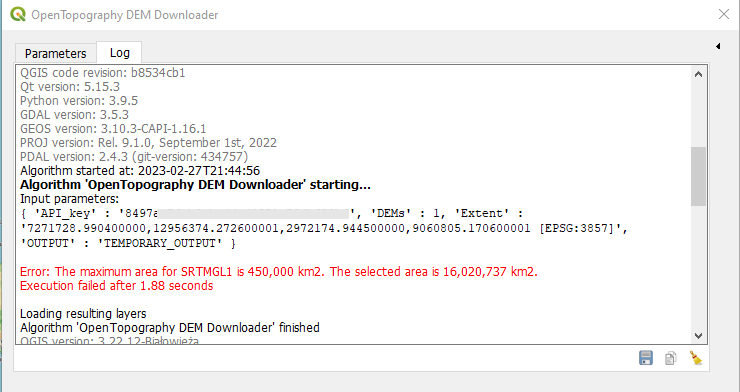 OpenTopography DEM Downloader
Parameters
Log
QGIS code revision: b8534cb1
Qt version: 5.15.3
Python version: 3.9.5
GDAL version: 3.5.3
GEOS version: 3.10.3-CAPI-1.16.1
PROJ version: Rel. 9.1.0, September 1st, 2022
PDAL version: 2.4.3 (git-version: 434757)
Algorithm started at: 2023-02-27T21:44:56
Algorithm 'OpenTopography DEM Downloader' starting...
Input parameters:
{ 'API_key' : '8497a ', 'DEMs' : 1, 'Extent' :
'7271728.990400000,12956374.272600001,2972174.944500000,9060805.170600001 [EPSG:3857]',
'OUTPUT' : 'TEMPORARY_OUTPUT' }
Error: The maximum area for SRTMGL1 is 450,000 km2. The selected area is 16,020,737 km2.
Execution failed after 1.88 seconds
Loading resulting layers
Algorithm 'OpenTopography DEM Downloader' finished
QGIS version: 3.22.12-Białowieża